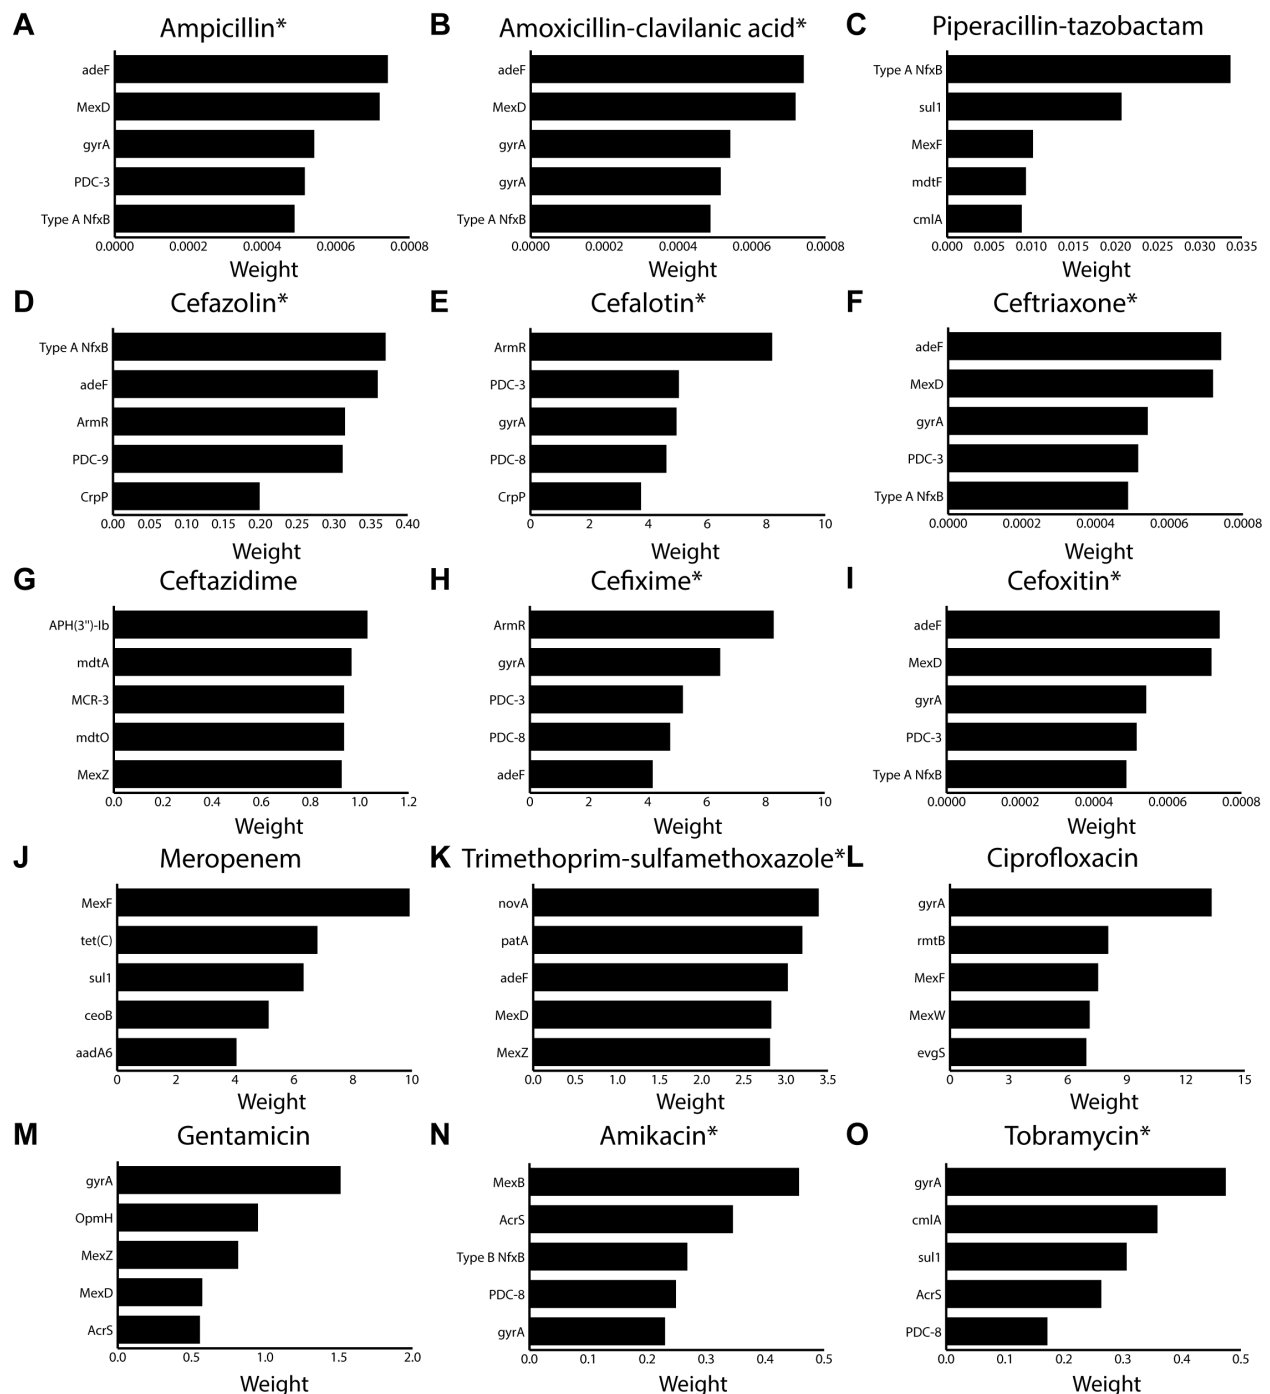 A Ampicillin*
adeF
MexD
gyrA
PDC-3
Type A NfxB
0.0000 0.0002 0.0004 0.0006 0.0008
Weight
B Amoxicillin-clavilanic acid*
adeF
MexD
gyrA
gyrA
Type A NfxB
0.0000 0.0002 0.0004 0.0006 0.0008
Weight
C Piperacillin-tazobactam
Type A NfxB
sul1
MexF
mdtF
cmlA
0.000 0.005 0.010 0.015 0.020 0.025 0.030 0.035
Weight
D Cefazolin*
Type A NfxB
adeF
ArmR
PDC-9
CrpP
0.00 0.05 0.10 0.15 0.20 0.25 0.30 0.35 0.40
Weight
E Cefalotin*
ArmR
PDC-3
gyrA
PDC-8
CrpP
0 2 4 6 8 10
Weight
F Ceftriaxone*
adeF
MexD
gyrA
PDC-3
Type A NfxB
0.0000 0.0002 0.0004 0.0006 0.0008
Weight
G Ceftazidime
APH(3")-Ib
mdtA
MCR-3
mdtO
MexZ
0.0 0.2 0.4 0.6 0.8 1.0 1.2
Weight
H Cefixime*
ArmR
gyrA
PDC-3
PDC-8
adeF
0 2 4 6 8 10
Weight
I Cefoxitin*
adeF
MexD
gyrA
PDC-3
Type A NfxB
0.0000 0.0002 0.0004 0.0006 0.0008
Weight
J Meropenem
MexF
tet(C)
sul1
ceoB
aadA6
0 2 4 6 8 10
Weight
K Trimethoprim-sulfamethoxazole*
novA
patA
adeF
MexD
MexZ
0.0 0.5 1.0 1.5 2.0 2.5 3.0 3.5
Weight
L Ciprofloxacin
gyrA
rmtB
MexF
MexW
evgS
0 3 6 9 12 15
Weight
M Gentamicin
gyrA
OpmH
MexZ
MexD
AcrS
0.0 0.5 1.0 1.5 2.0
Weight
N Amikacin*
MexB
AcrS
Type B NfxB
PDC-8
gyrA
0.0 0.1 0.2 0.3 0.4 0.5
Weight
O Tobramycin*
gyrA
cmlA
sul1
AcrS
PDC-8
0.0 0.1 0.2 0.3 0.4 0.5
Weight